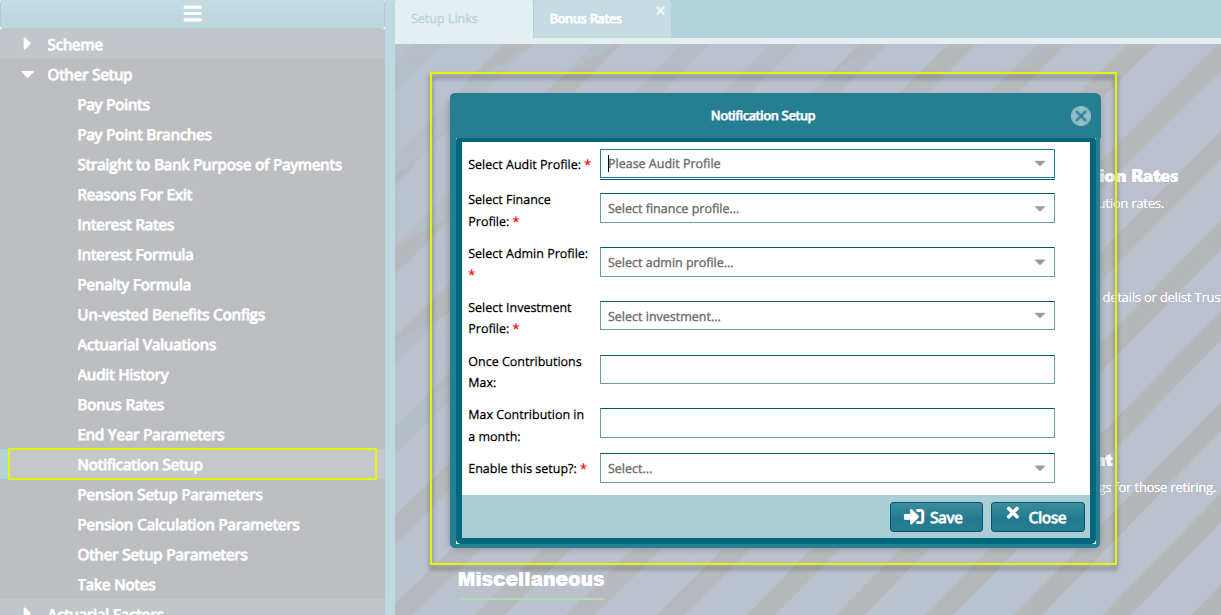 Setup Links
Bonus Rates
Scheme
Other Setup
Pay Points
Pay Point Branches
Straight to Bank Purpose of Payments
Reasons For Exit
Interest Rates
Interest Formula
Penalty Formula
Un-vested Benefits Configs
Actuarial Valuations
Audit History
Bonus Rates
End Year Parameters
Notification Setup
Pension Setup Parameters
Pension Calculation Parameters
Other Setup Parameters
Take Notes
Actuarial Factors
Notification Setup
Select Audit Profile: *
Please Audit Profile
Select Finance
Profile: *
Select finance profile...
Select Admin Profile:
*
Select admin profile...
Select Investment
Profile: *
Select investment...
Once Contributions
Max:
Max Contribution in
a month:
Enable this setup?: *
Select...
Save
Close
ion Rates
ution rates.
details or delist Trus
nt
gs for those retiring.
Miscellaneous